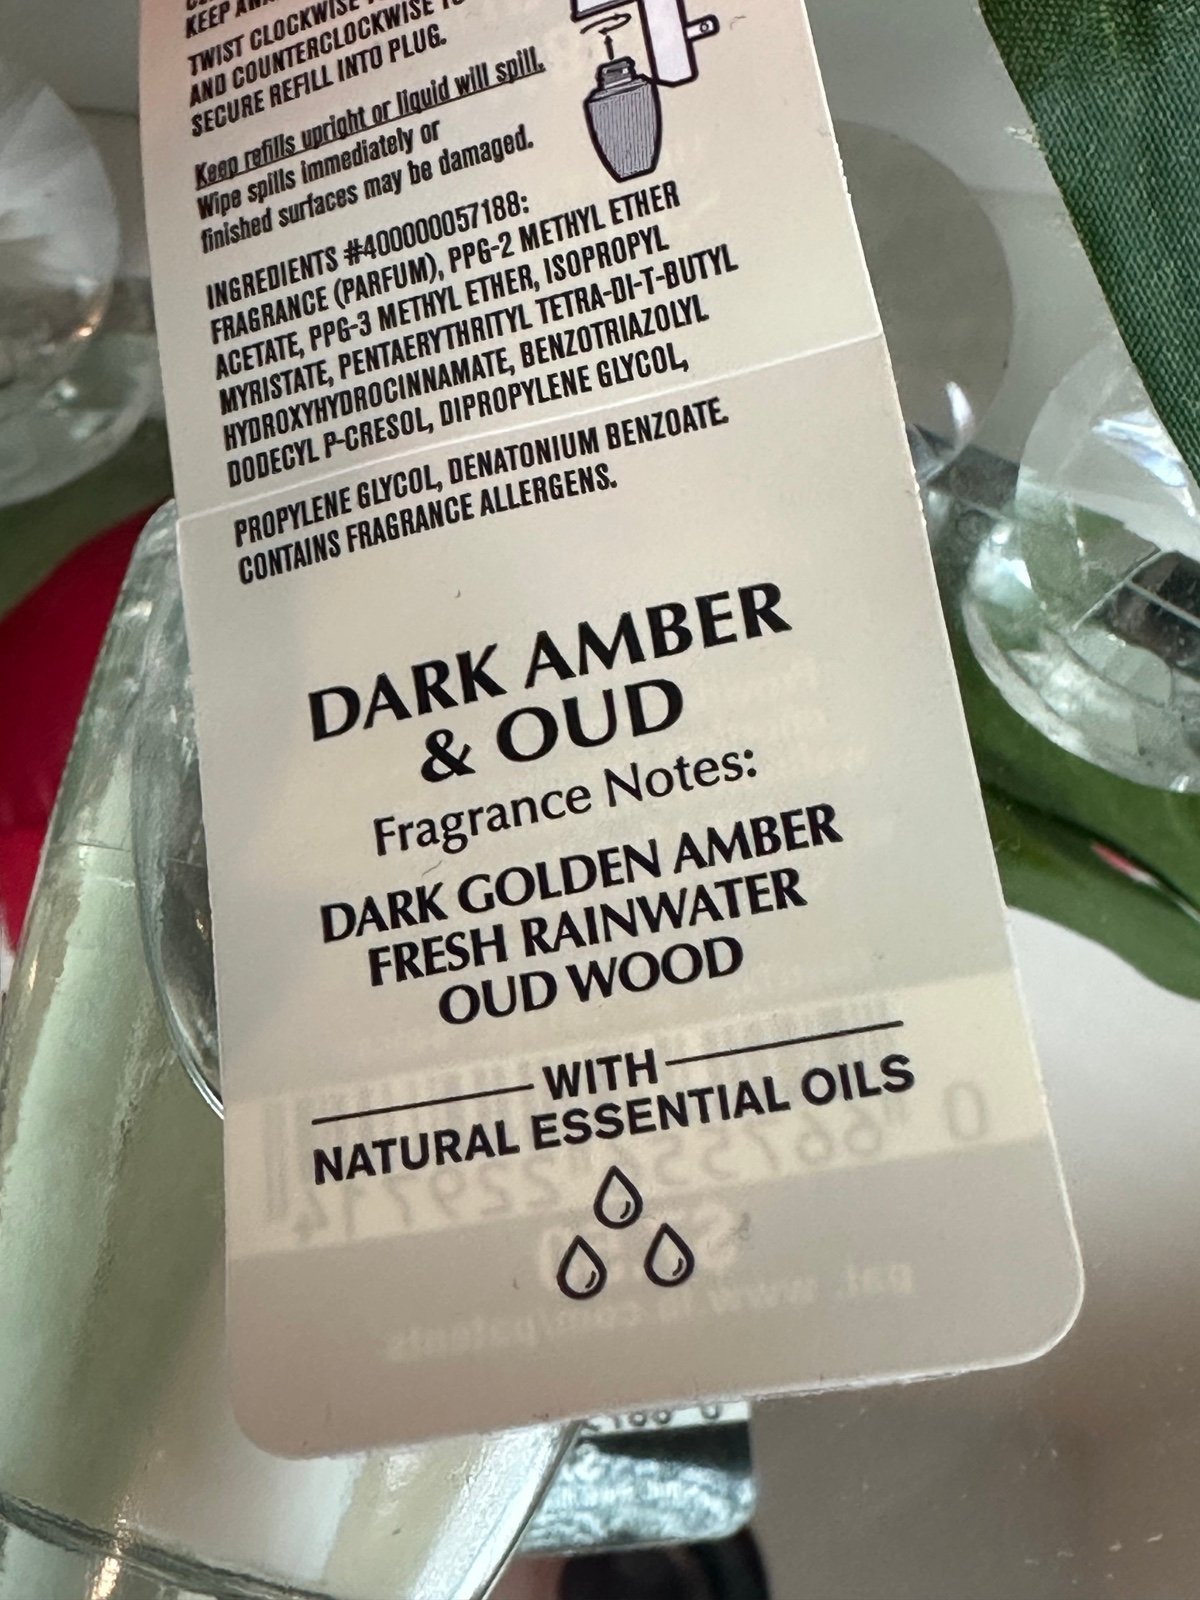 KEEP
TWIST CLOCKWISE
AND COUNTERCLOCKWISE TO
SECURE REFILL INTO PLUG.
Keep refills upright or liquid will spill.
Wipe spills immediately or
finished surfaces may be damaged.
INGREDIENTS #400000057188:
FRAGRANCE (PARFUM), PPG-2 METHYL ETHER
ACETATE, PPG-3 METHYL ETHER, ISOPROPYL
MYRISTATE, PENTAERYTHRITYL TETRA-DI-T-BUTYL
HYDROXYHYDROCINNAMATE, BENZOTRIAZOLYL
DODECYL P-CRESOL, DIPROPYLENE GLYCOL,
PROPYLENE GLYCOL, DENATONIUM BENZOATE.
CONTAINS FRAGRANCE ALLERGENS.
DARK AMBER
& OUD
Fragrance Notes:
DARK GOLDEN AMBER
FRESH RAINWATER
OUD WOOD
WITH
NATURAL ESSENTIAL OILS